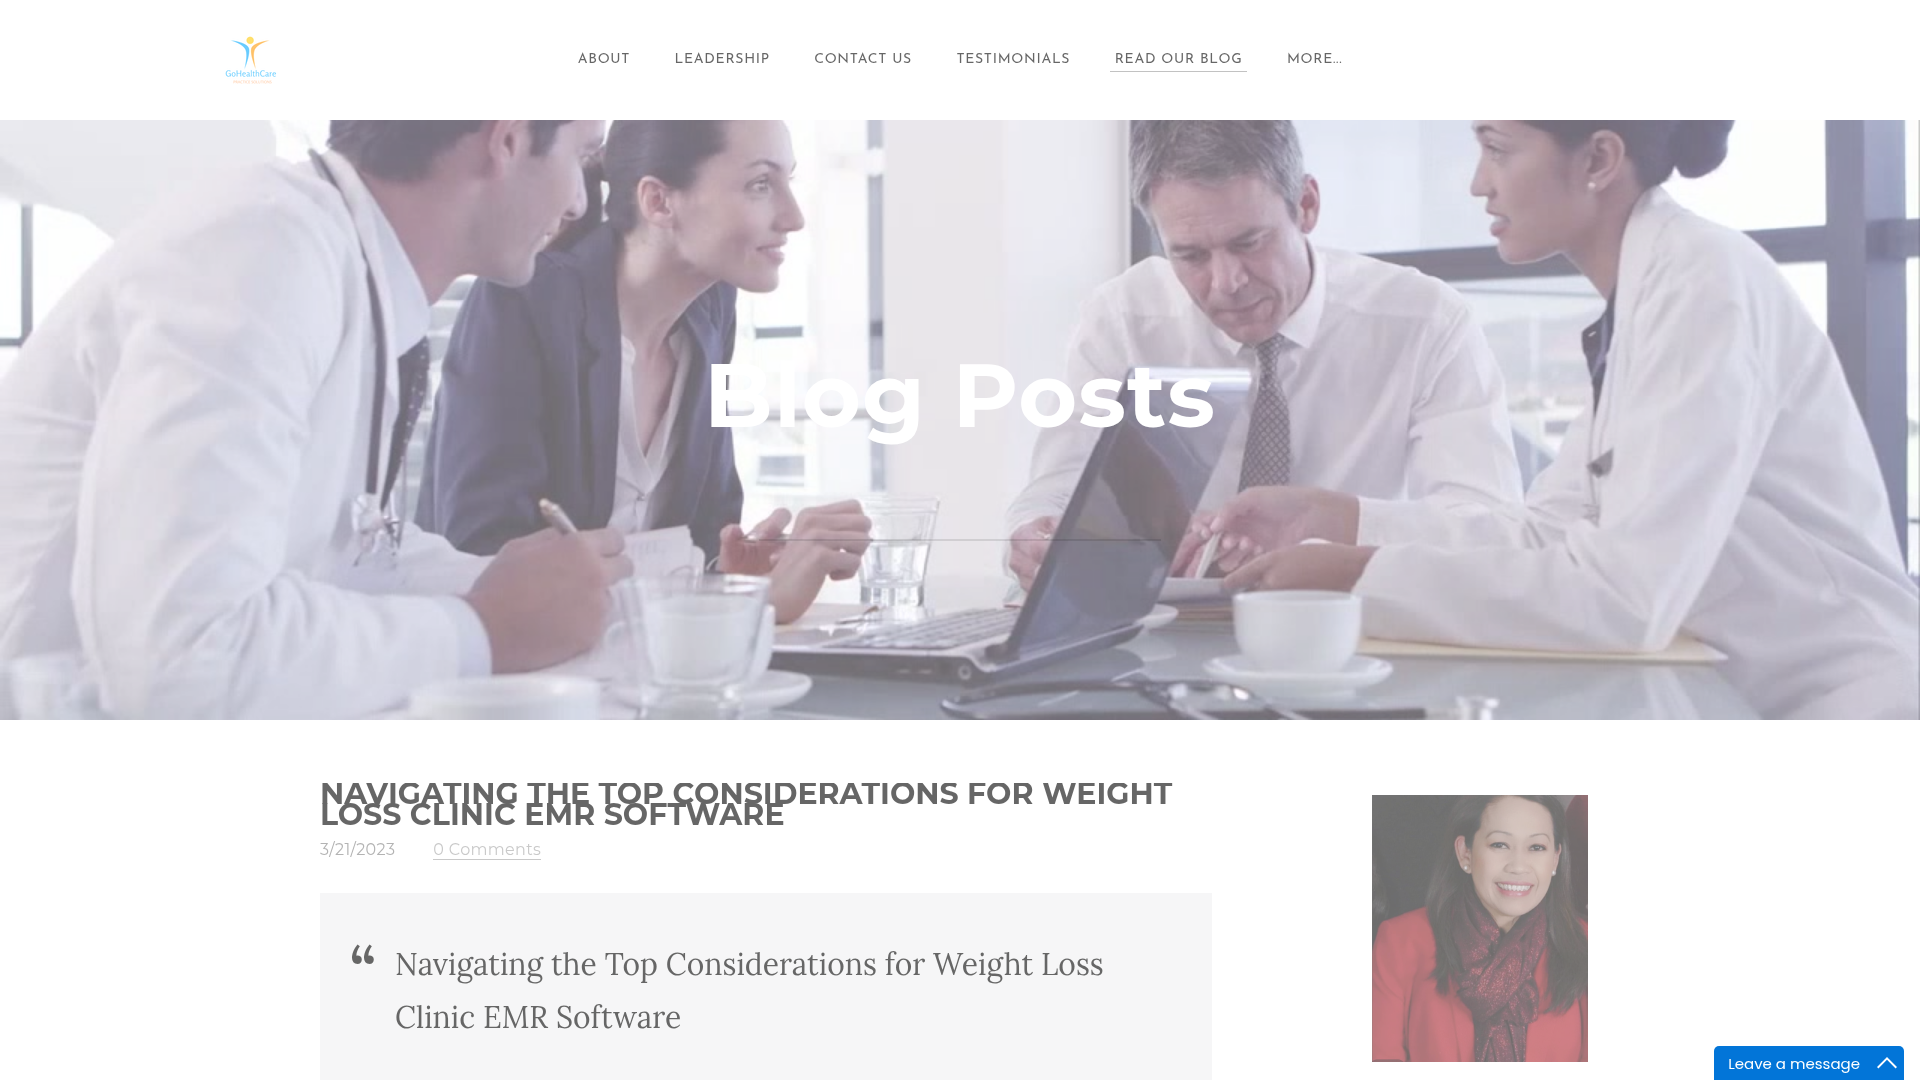 GoHealthCare
ABOUT
LEADERSHIP
CONTACT US
TESTIMONIALS
READ OUR BLOG
MORE...
Blog Posts
NAVIGATING THE TOP CONSIDERATIONS FOR WEIGHT
LOSS CLINIC EMR SOFTWARE
3/21/2023
0 Comments
“ Navigating the Top Considerations for Weight Loss
Clinic EMR Software
Leave a message